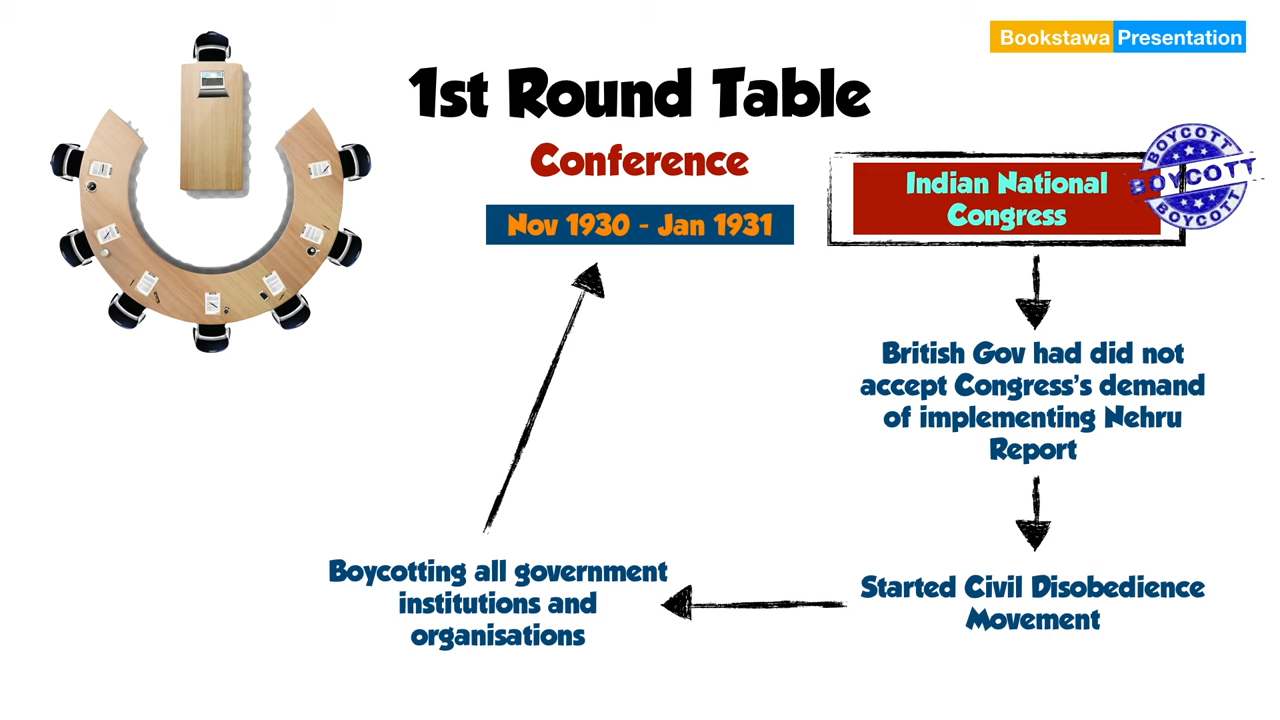 Bookstawa Presentation
1st Round Table
Conference
Nov 1930 - Jan 1931
Indian National
Congress
BOYCOTT
BOYCOTT
BOYCOTT
British Gov had did not
accept Congress's demand
of implementing Nehru
Report
Started Civil Disobedience
Movement
Boycotting all government
institutions and
organisations